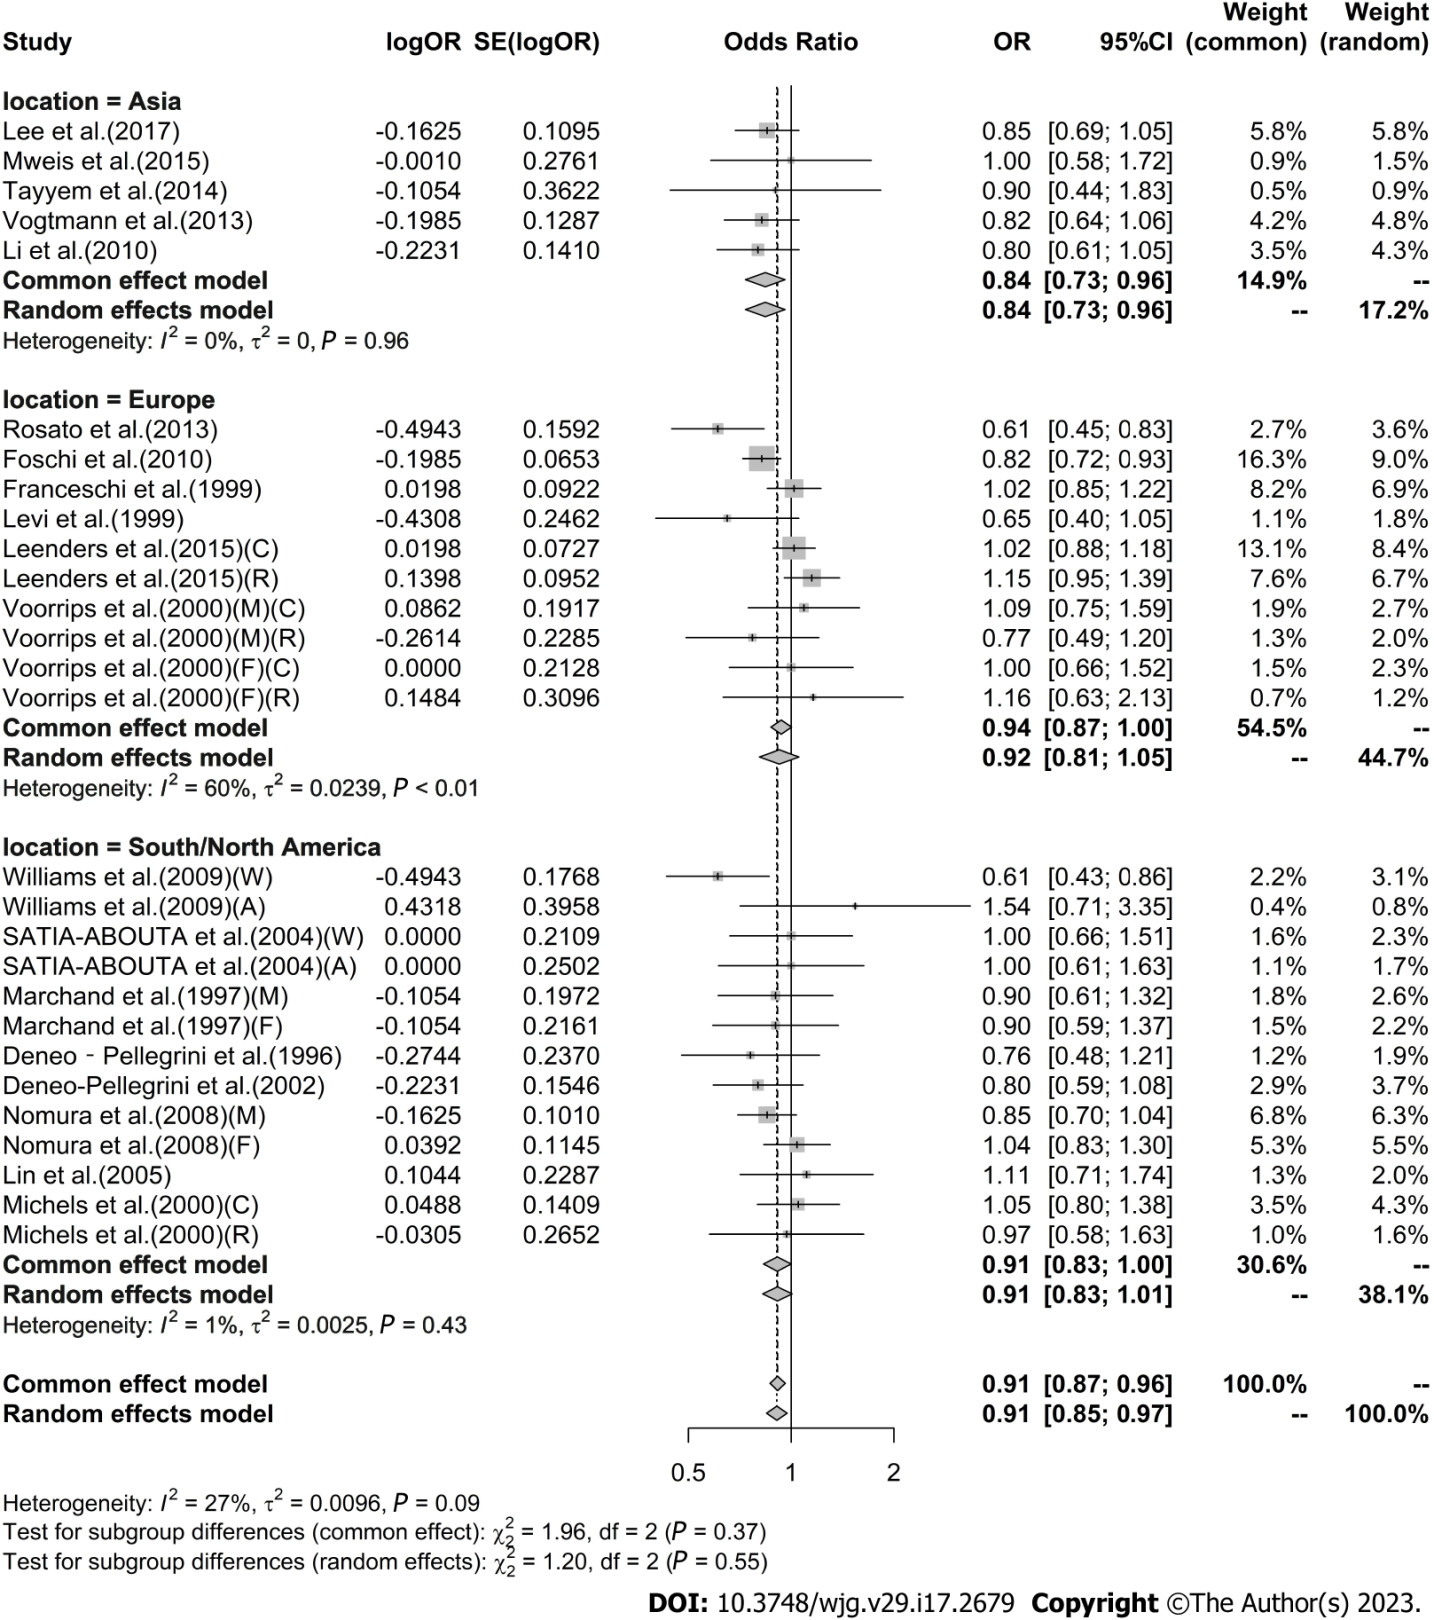 Weight Weight
Study logOR SE(logOR) Odds Ratio OR 95%CI (common) (random)
location = Asia
Lee et al.(2017) -0.1625 0.1095 0.85 [0.69; 1.05] 5.8% 5.8%
Mweis et al.(2015) -0.0010 0.2761 1.00 [0.58; 1.72] 0.9% 1.5%
Tayyem et al.(2014) -0.1054 0.3622 0.90 [0.44; 1.83] 0.5% 0.9%
Vogtmann et al.(2013) -0.1985 0.1287 0.82 [0.64; 1.06] 4.2% 4.8%
Li et al.(2010) -0.2231 0.1410 0.80 [0.61; 1.05] 3.5% 4.3%
Common effect model 0.84 [0.73; 0.96] 14.9% --
Random effects model 0.84 [0.73; 0.96] -- 17.2%
Heterogeneity: I² = 0%, τ² = 0, P = 0.96
location = Europe
Rosato et al.(2013) -0.4943 0.1592 0.61 [0.45; 0.83] 2.7% 3.6%
Foschi et al.(2010) -0.1985 0.0653 0.82 [0.72; 0.93] 16.3% 9.0%
Franceschi et al.(1999) 0.0198 0.0922 1.02 [0.85; 1.22] 8.2% 6.9%
Levi et al.(1999) -0.4308 0.2462 0.65 [0.40; 1.05] 1.1% 1.8%
Leenders et al.(2015)(C) 0.0198 0.0727 1.02 [0.88; 1.18] 13.1% 8.4%
Leenders et al.(2015)(R) 0.1398 0.0952 1.15 [0.95; 1.39] 7.6% 6.7%
Voorrips et al.(2000)(M)(C) 0.0862 0.1917 1.09 [0.75; 1.59] 1.9% 2.7%
Voorrips et al.(2000)(M)(R) -0.2614 0.2285 0.77 [0.49; 1.20] 1.3% 2.0%
Voorrips et al.(2000)(F)(C) 0.0000 0.2128 1.00 [0.66; 1.52] 1.5% 2.3%
Voorrips et al.(2000)(F)(R) 0.1484 0.3096 1.16 [0.63; 2.13] 0.7% 1.2%
Common effect model 0.94 [0.87; 1.00] 54.5% --
Random effects model 0.92 [0.81; 1.05] -- 44.7%
Heterogeneity: I² = 60%, τ² = 0.0239, P < 0.01
location = South/North America
Williams et al.(2009)(W) -0.4943 0.1768 0.61 [0.43; 0.86] 2.2% 3.1%
Williams et al.(2009)(A) 0.4318 0.3958 1.54 [0.71; 3.35] 0.4% 0.8%
SATIA-ABOUTA et al.(2004)(W) 0.0000 0.2109 1.00 [0.66; 1.51] 1.6% 2.3%
SATIA-ABOUTA et al.(2004)(A) 0.0000 0.2502 1.00 [0.61; 1.63] 1.1% 1.7%
Marchand et al.(1997)(M) -0.1054 0.1972 0.90 [0.61; 1.32] 1.8% 2.6%
Marchand et al.(1997)(F) -0.1054 0.2161 0.90 [0.59; 1.37] 1.5% 2.2%
Deneo‐Pellegrini et al.(1996) -0.2744 0.2370 0.76 [0.48; 1.21] 1.2% 1.9%
Deneo-Pellegrini et al.(2002) -0.2231 0.1546 0.80 [0.59; 1.08] 2.9% 3.7%
Nomura et al.(2008)(M) -0.1625 0.1010 0.85 [0.70; 1.04] 6.8% 6.3%
Nomura et al.(2008)(F) 0.0392 0.1145 1.04 [0.83; 1.30] 5.3% 5.5%
Lin et al.(2005) 0.1044 0.2287 1.11 [0.71; 1.74] 1.3% 2.0%
Michels et al.(2000)(C) 0.0488 0.1409 1.05 [0.80; 1.38] 3.5% 4.3%
Michels et al.(2000)(R) -0.0305 0.2652 0.97 [0.58; 1.63] 1.0% 1.6%
Common effect model 0.91 [0.83; 1.00] 30.6% --
Random effects model 0.91 [0.83; 1.01] -- 38.1%
Heterogeneity: I² = 1%, τ² = 0.0025, P = 0.43
Common effect model 0.91 [0.87; 0.96] 100.0% --
Random effects model 0.91 [0.85; 0.97] -- 100.0%
0.5 1 2
Heterogeneity: I² = 27%, τ² = 0.0096, P = 0.09
Test for subgroup differences (common effect): χ²₂ = 1.96, df = 2 (P = 0.37)
Test for subgroup differences (random effects): χ²₂ = 1.20, df = 2 (P = 0.55)
DOI: 10.3748/wjg.v29.i17.2679 Copyright ©The Author(s) 2023.